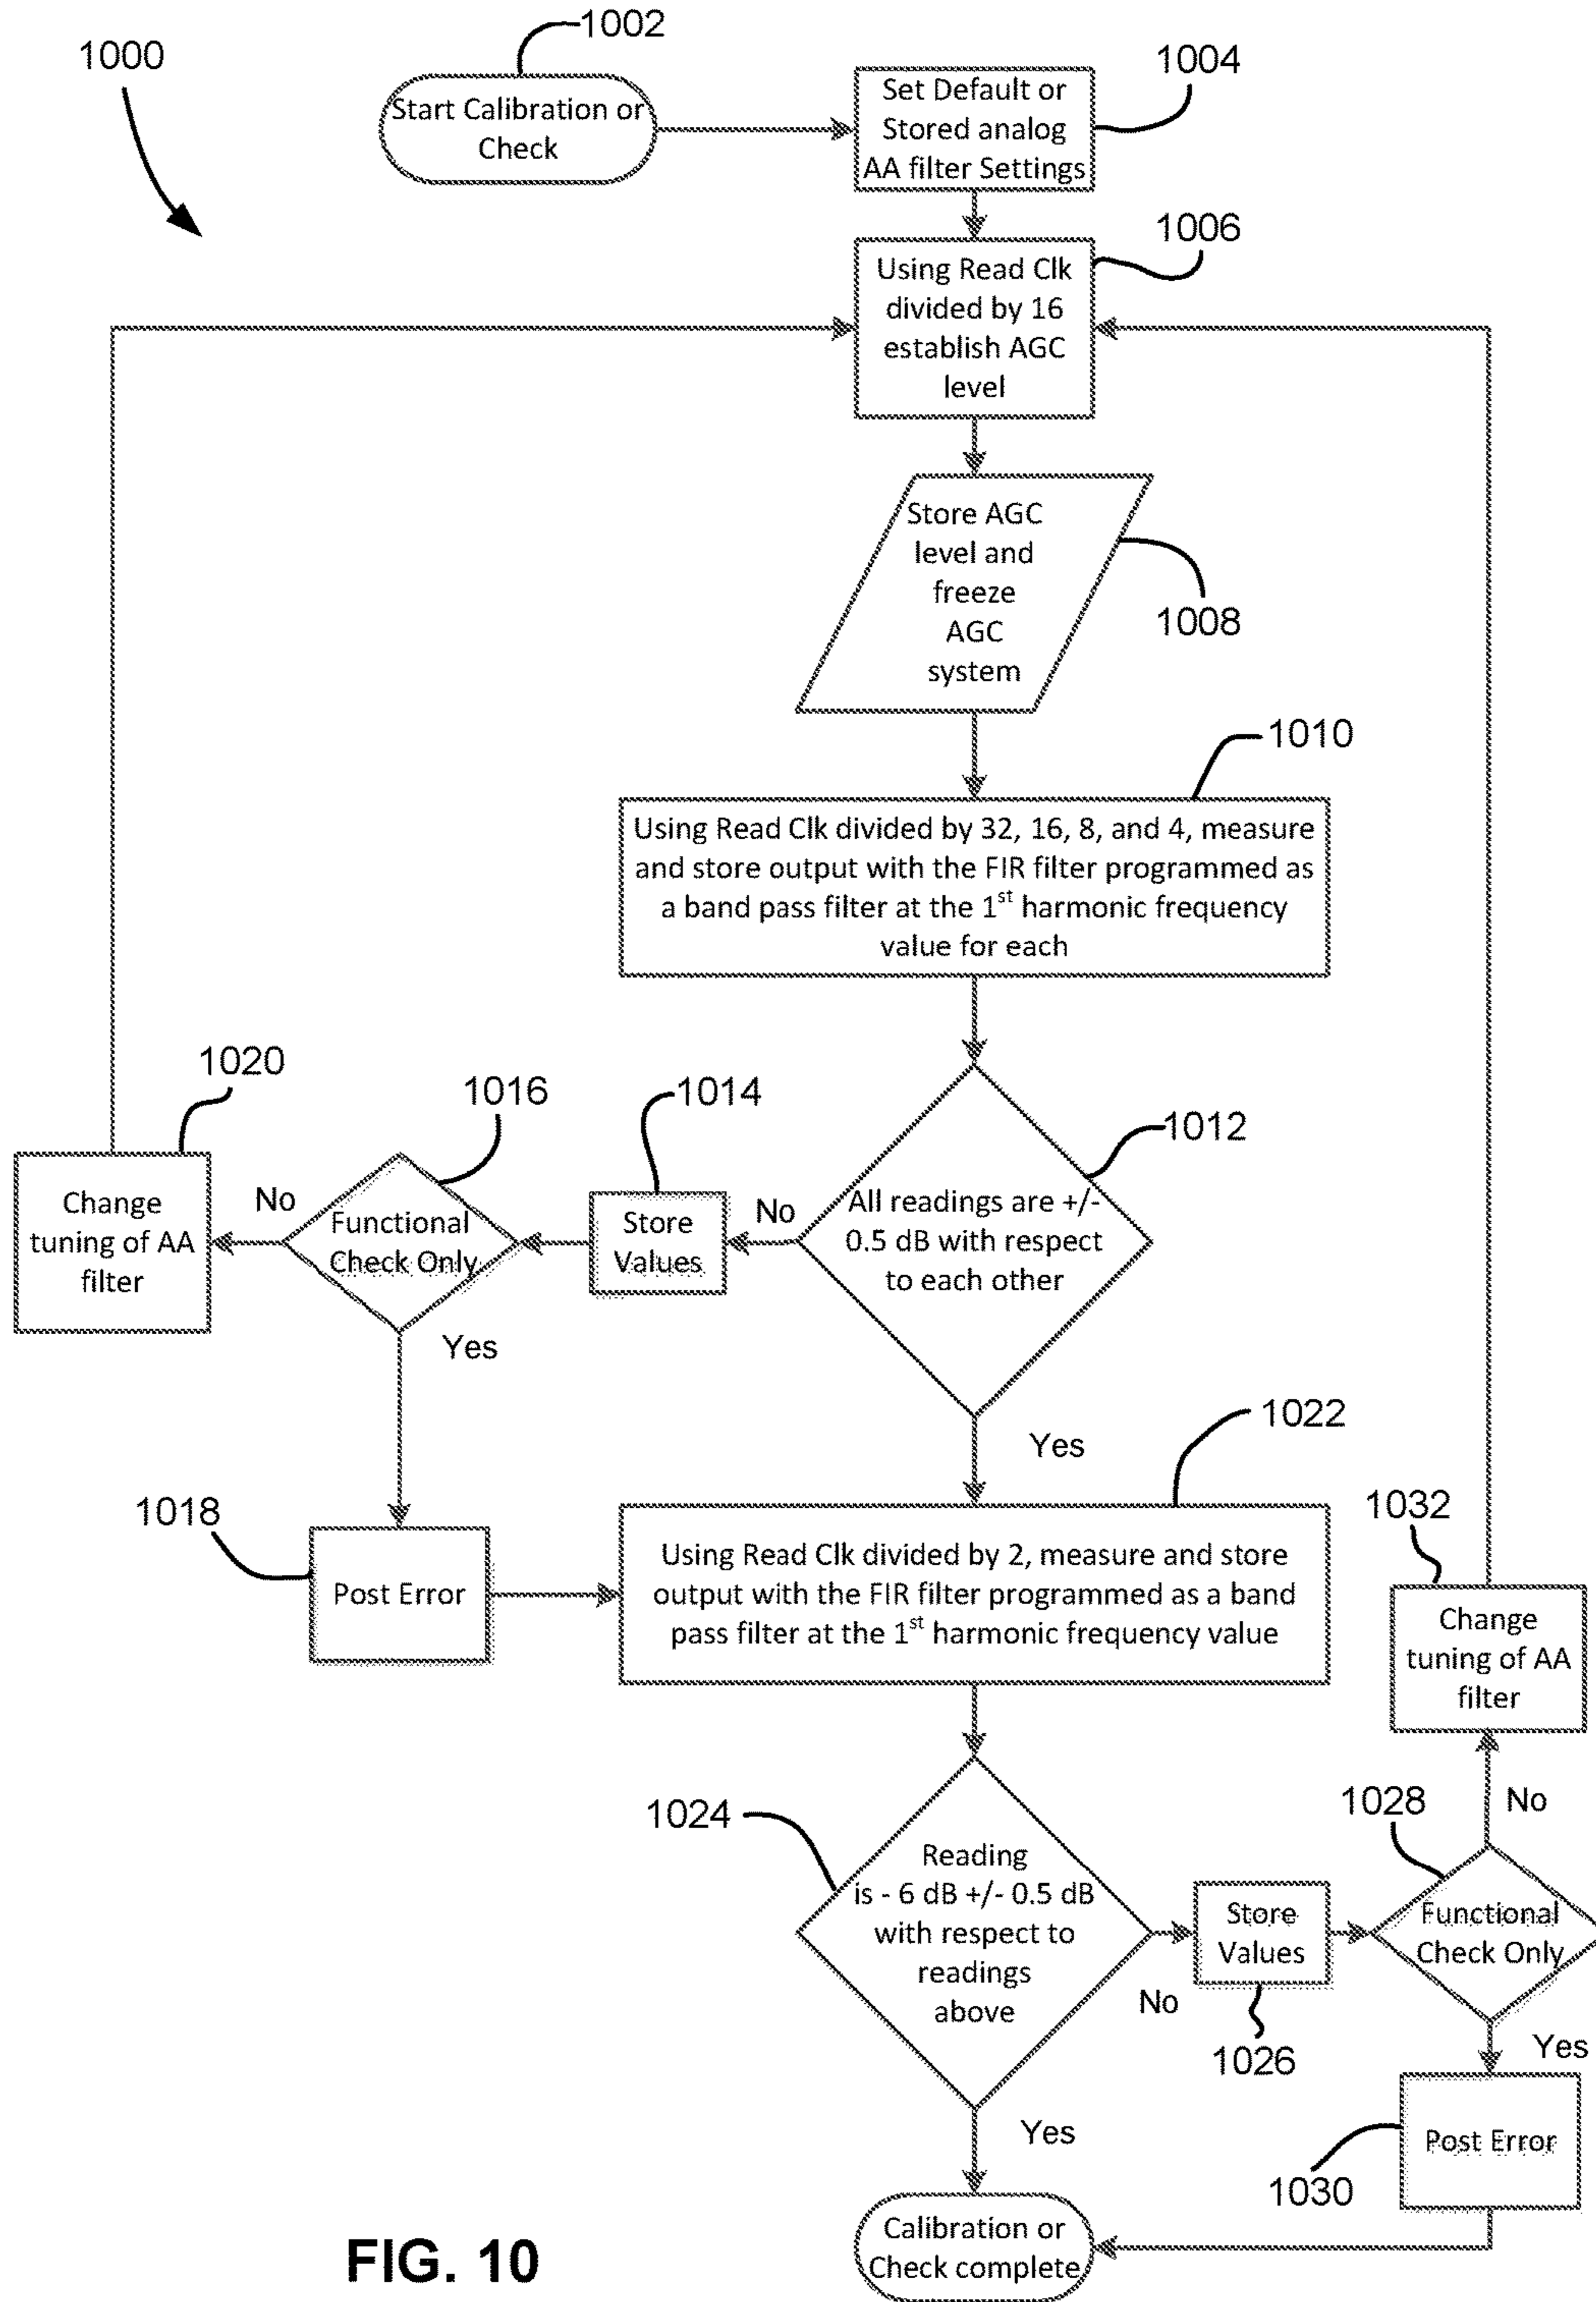 1002
1000
Start Calibration or
Check
1004
Set Default or
Stored analog
AA filter Settings
1006
Using Read Clk
divided by 16
establish AGC
level
Store AGC
level and
freeze
AGC
system
1008
1010
Using Read Clk divided by 32, 16, 8, and 4, measure
and store output with the FIR filter programmed as
a band pass filter at the 1st harmonic frequency
value for each
1012
All readings are +/-
0.5 dB with respect
to each other
No
Yes
1014
Store
Values
1016
Functional
Check Only
No
Yes
1020
Change
tuning of AA
filter
1018
Post Error
1022
Using Read Clk divided by 2, measure and store
output with the FIR filter programmed as a band
pass filter at the 1st harmonic frequency value
1024
Reading
is - 6 dB +/- 0.5 dB
with respect to
readings
above
No
Yes
Store
Values
1026
1028
Functional
Check Only
No
Yes
1032
Change
tuning of AA
filter
1030
Post Error
Calibration or
Check complete
FIG. 10